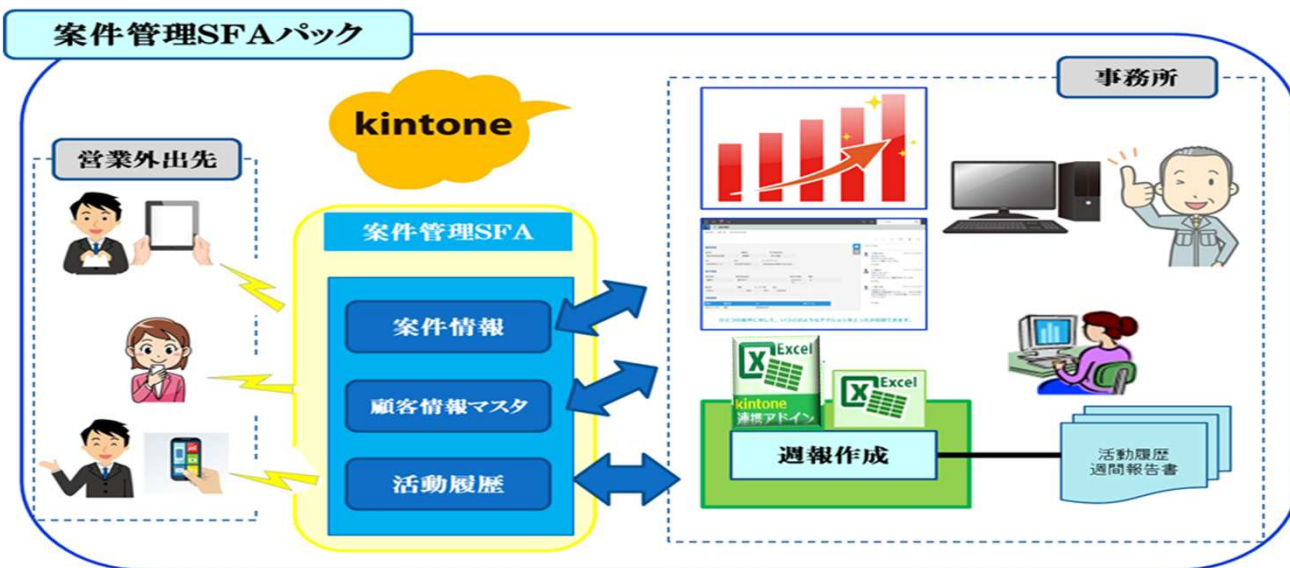 案件管理SFAパック
kintone
事務所
営業外出先
案件管理SFA
案件情報
顧客情報マスタ
活動履歴
Excel
kintone
連携アドイン
Excel
週報作成
活動履歴
週間報告書